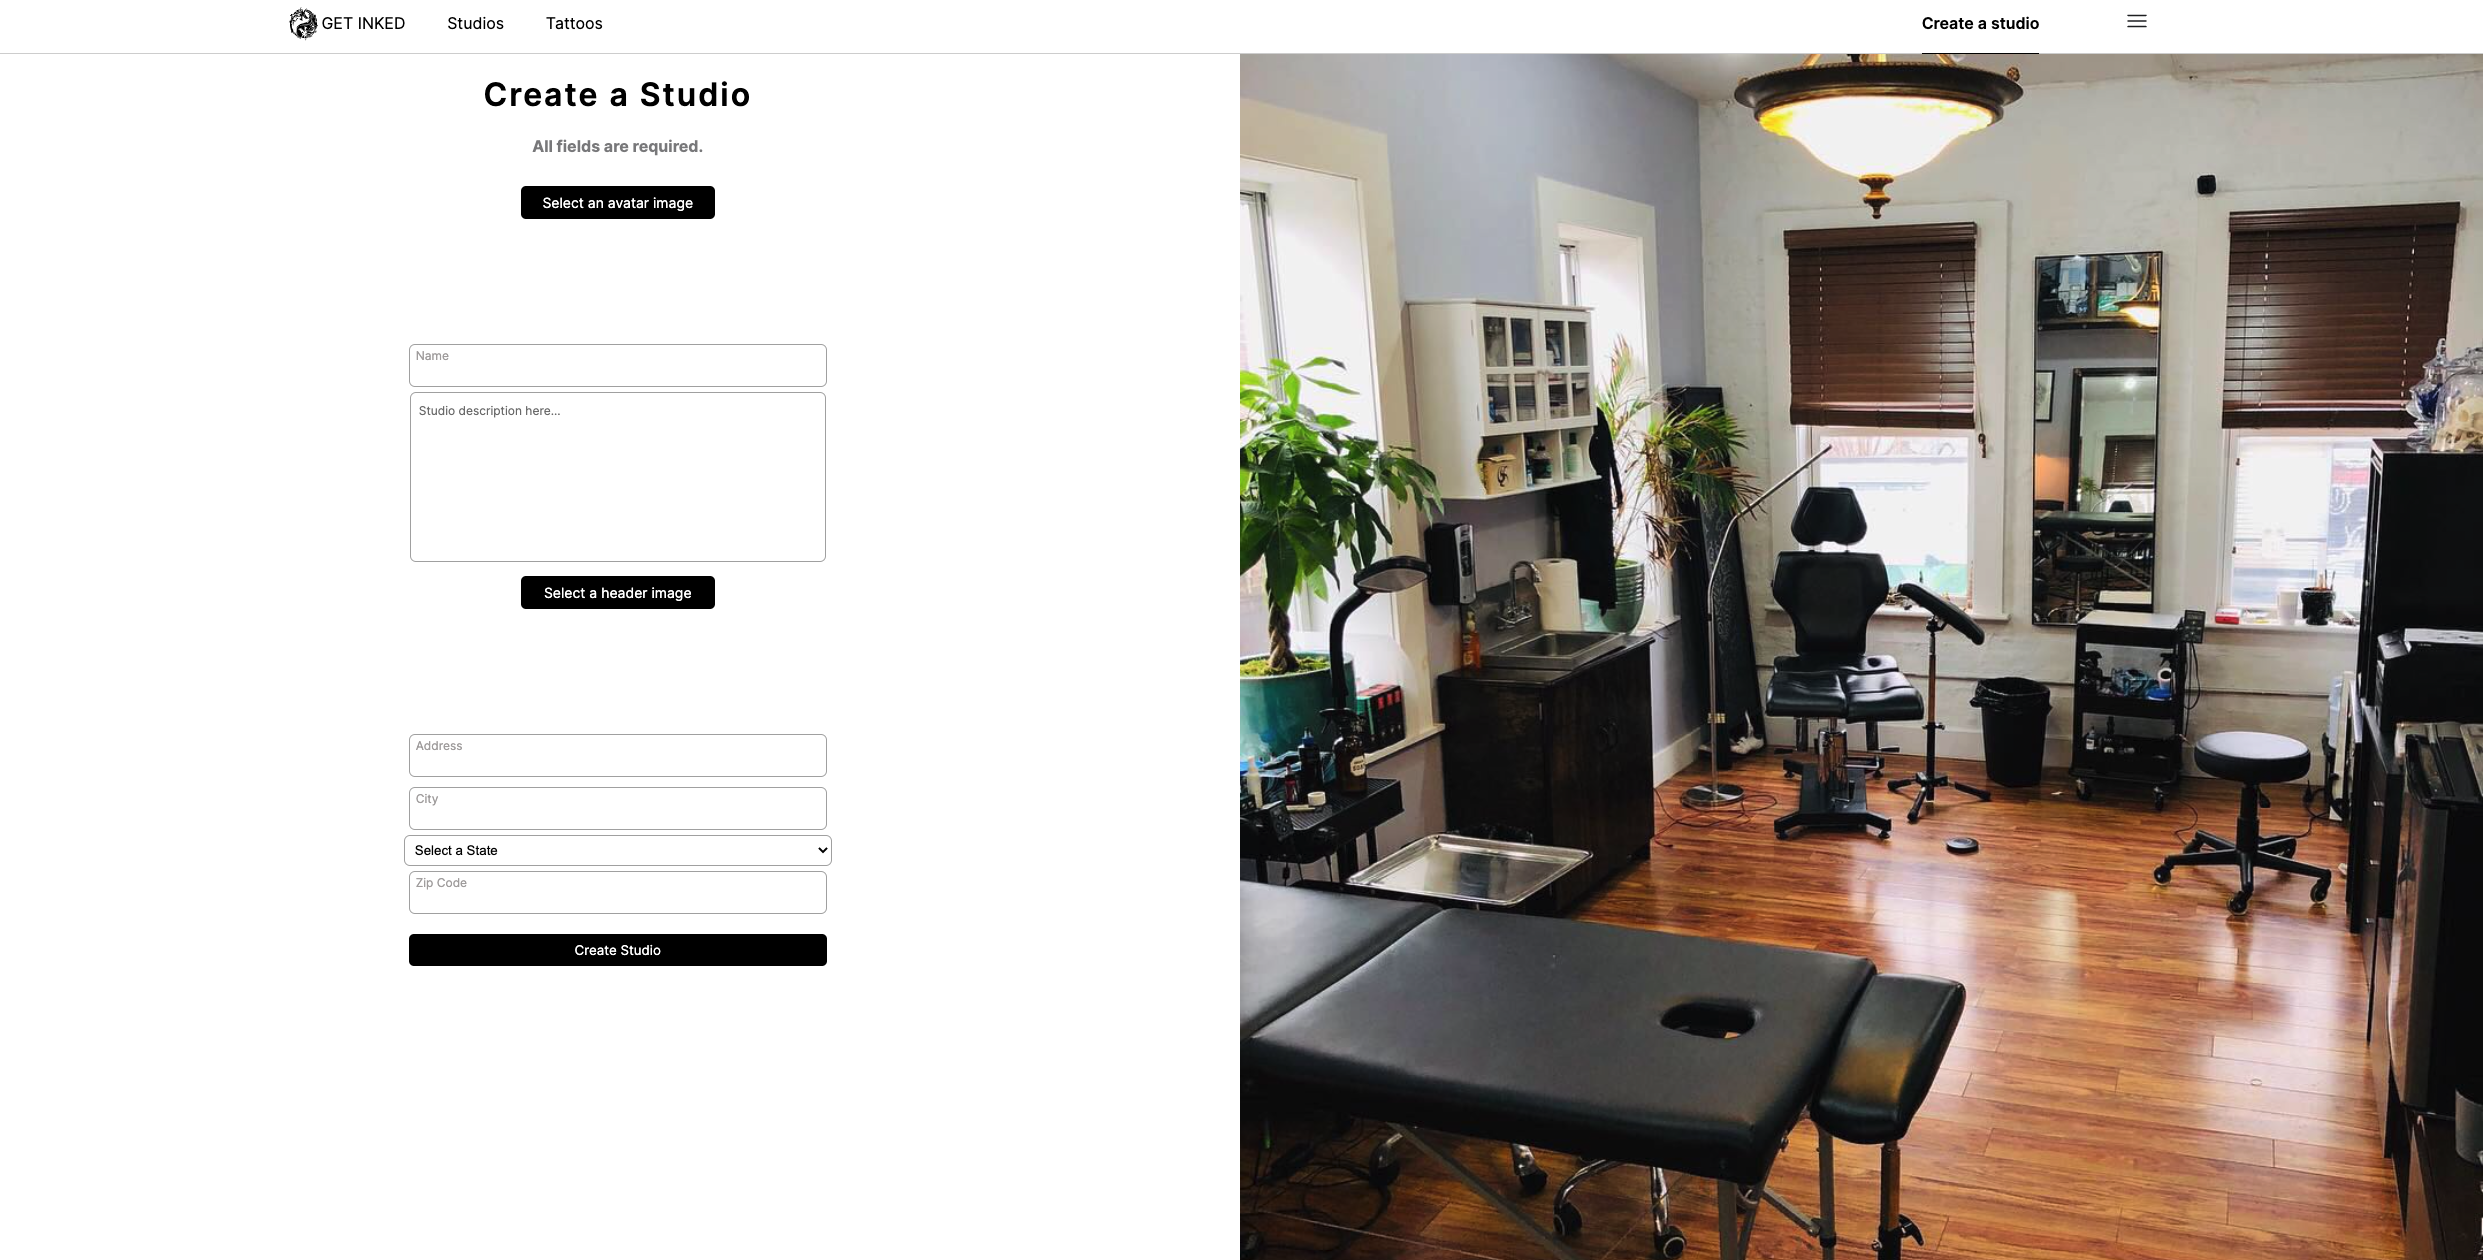 GET INKED
Studios
Tattoos
Create a studio
Create a Studio
All fields are required.
Select an avatar image
Name
Studio description here...
Select a header image
Address
City
Select a State
Zip Code
Create Studio